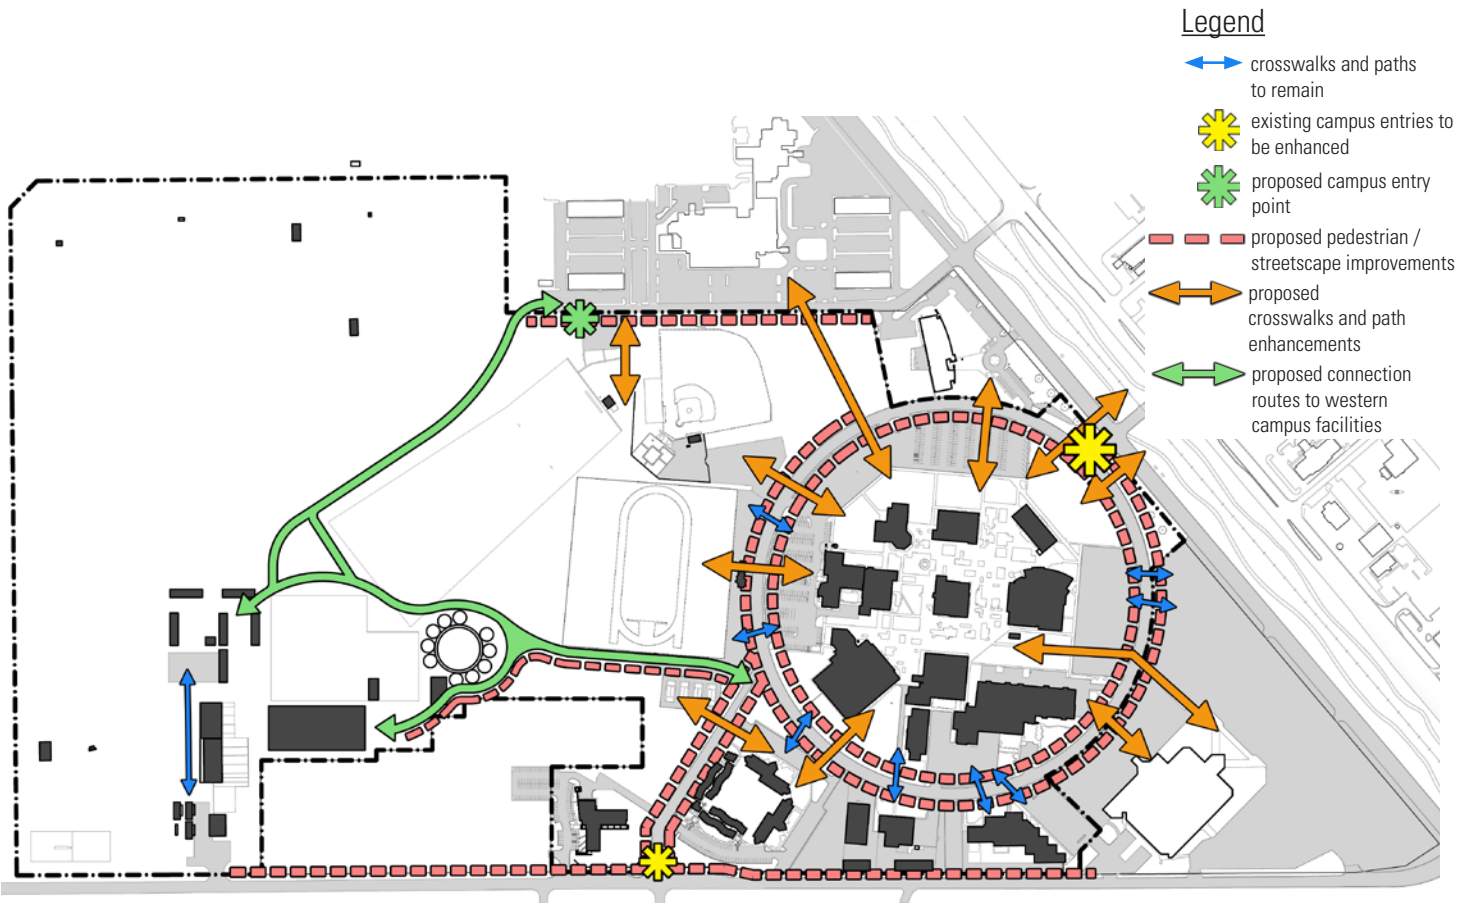 Legend
crosswalks and paths
to remain
existing campus entries to
be enhanced
proposed campus entry
point
proposed pedestrian /
streetscape improvements
proposed
crosswalks and path
enhancements
proposed connection
routes to western
campus facilities